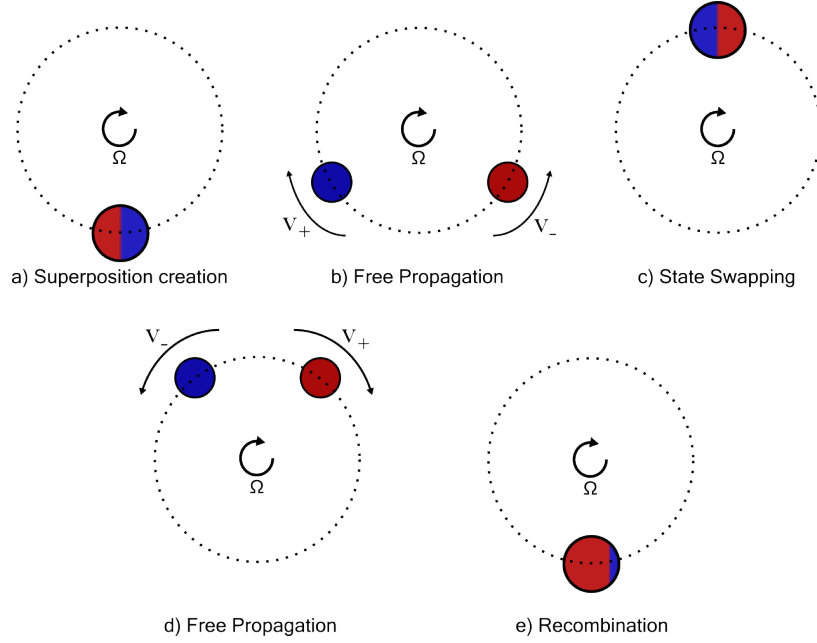 Ω
Ω
Ω
V+
V-
a) Superposition creation
b) Free Propagation
c) State Swapping
V-
V+
Ω
Ω
d) Free Propagation
e) Recombination